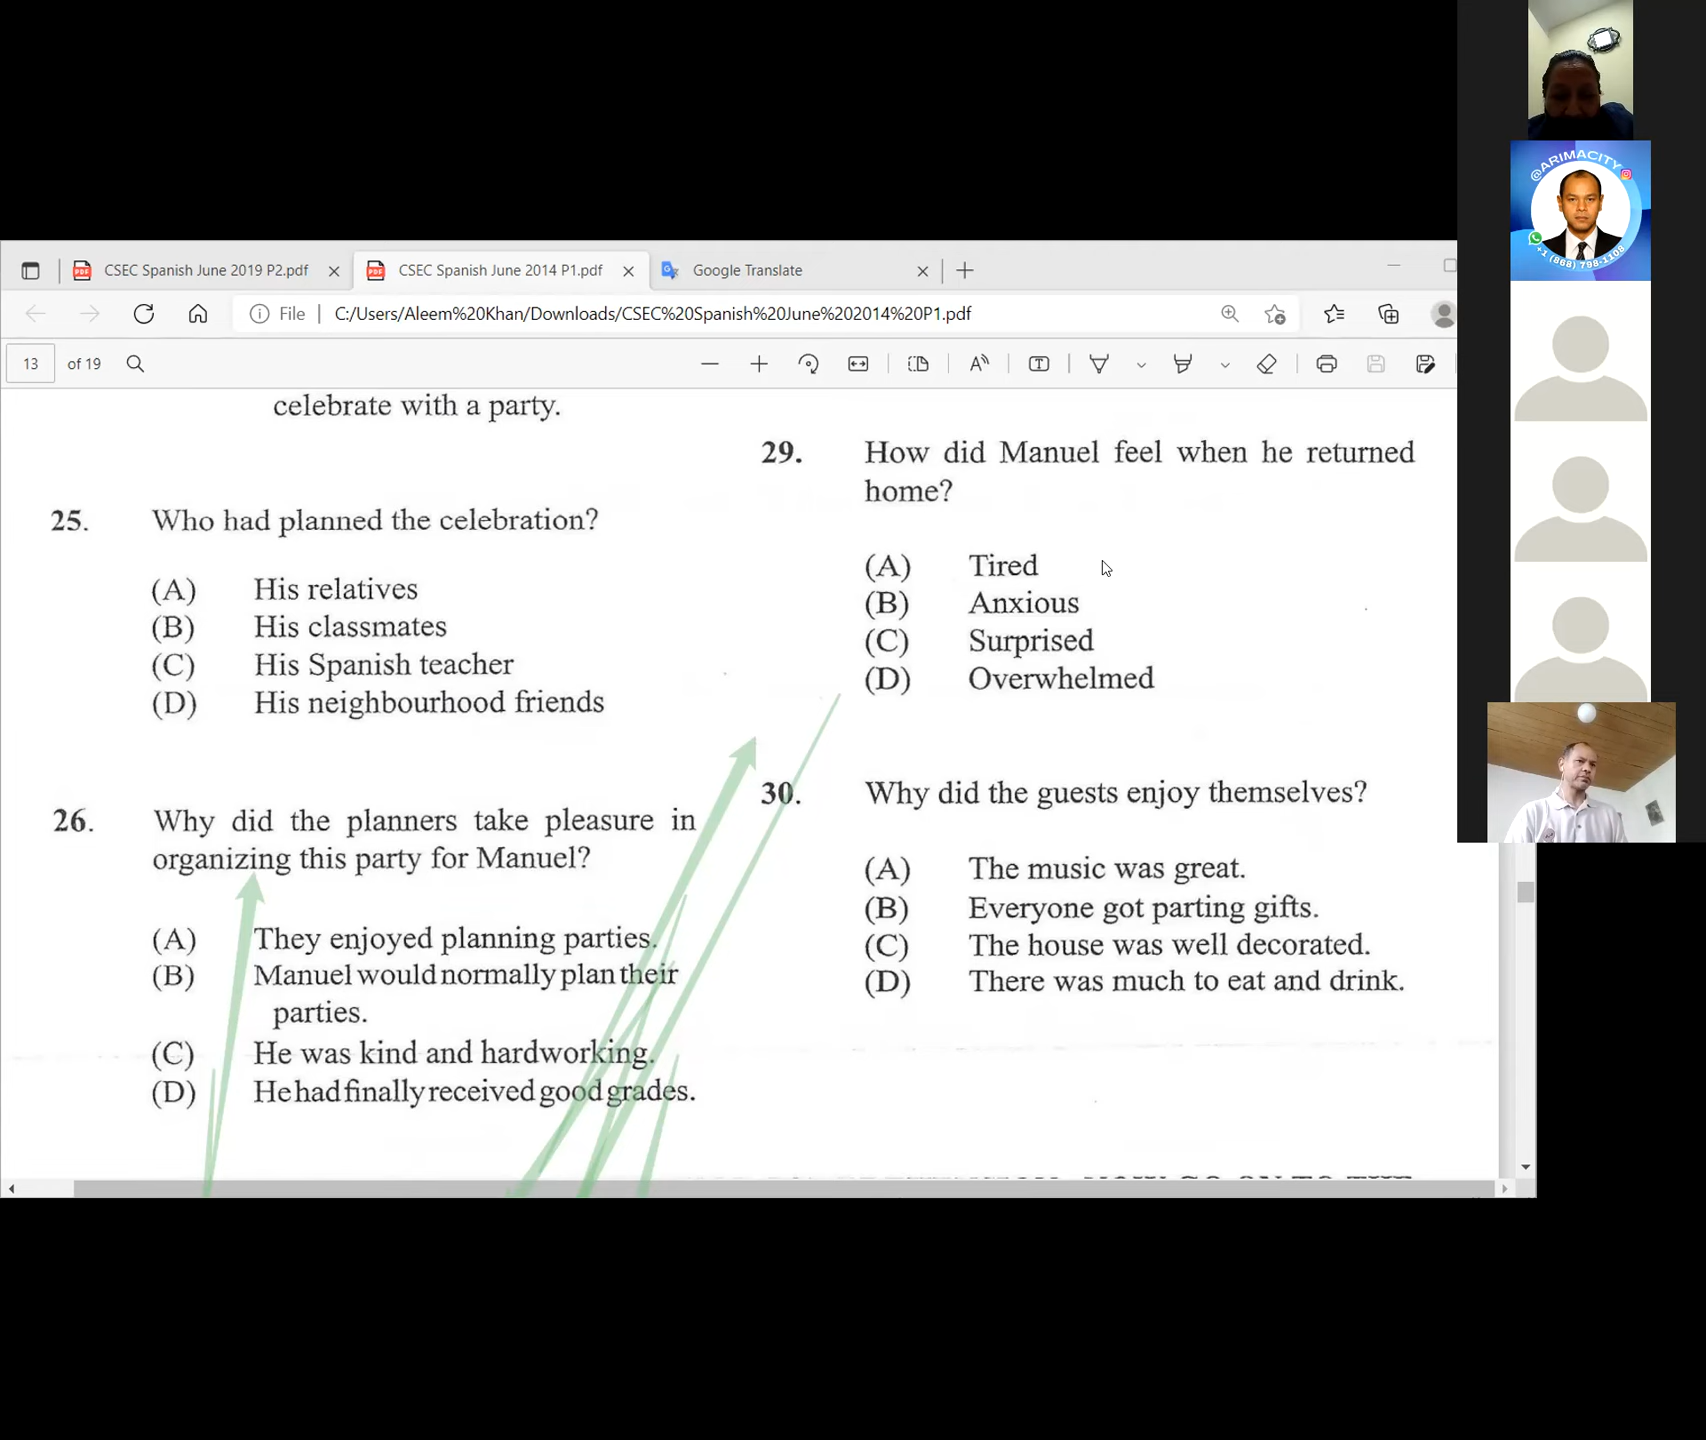 @ARIMACITY
+1 (868) 798-1108
CSEC Spanish June 2019 P2.pdf
CSEC Spanish June 2014 P1.pdf
Google Translate
File
C:/Users/Aleem%20Khan/Downloads/CSEC%20Spanish%20June%202014%20P1.pdf
13 of 19
celebrate with a party.
25. Who had planned the celebration?
(A) His relatives
(B) His classmates
(C) His Spanish teacher
(D) His neighbourhood friends
26. Why did the planners take pleasure in
organizing this party for Manuel?
(A) They enjoyed planning parties.
(B) Manuel would normally plan their
parties.
(C) He was kind and hardworking.
(D) He had finally received good grades.
29. How did Manuel feel when he returned
home?
(A) Tired
(B) Anxious
(C) Surprised
(D) Overwhelmed
30. Why did the guests enjoy themselves?
(A) The music was great.
(B) Everyone got parting gifts.
(C) The house was well decorated.
(D) There was much to eat and drink.